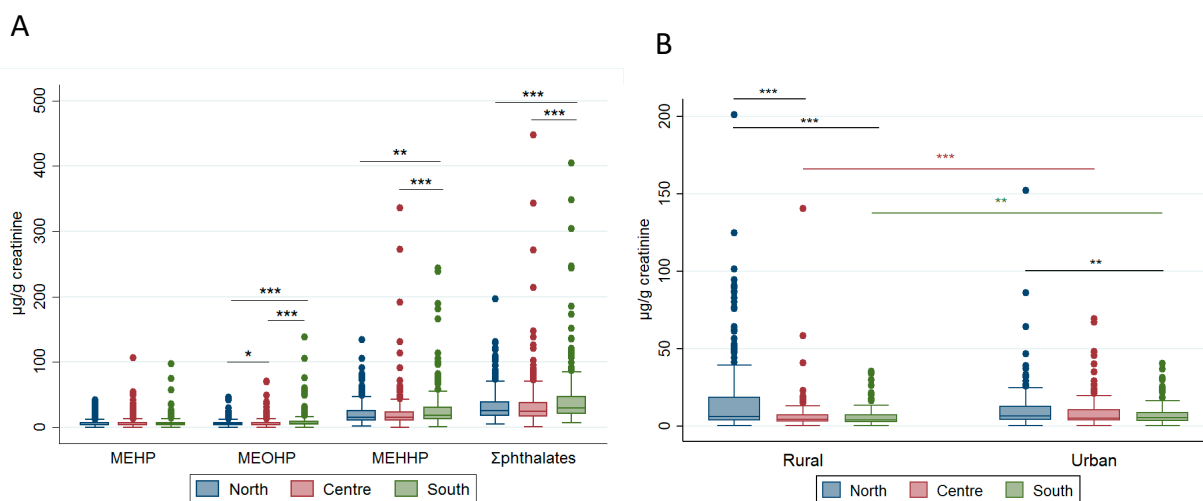 A
µg/g creatinine
500
400
300
200
100
0
***
***
**
***
***
***
*
MEHP MEOHP MEHHP Σphthalates
North Centre South
B
µg/g creatinine
200
150
100
50
0
***
***
***
**
**
Rural Urban
North Centre South